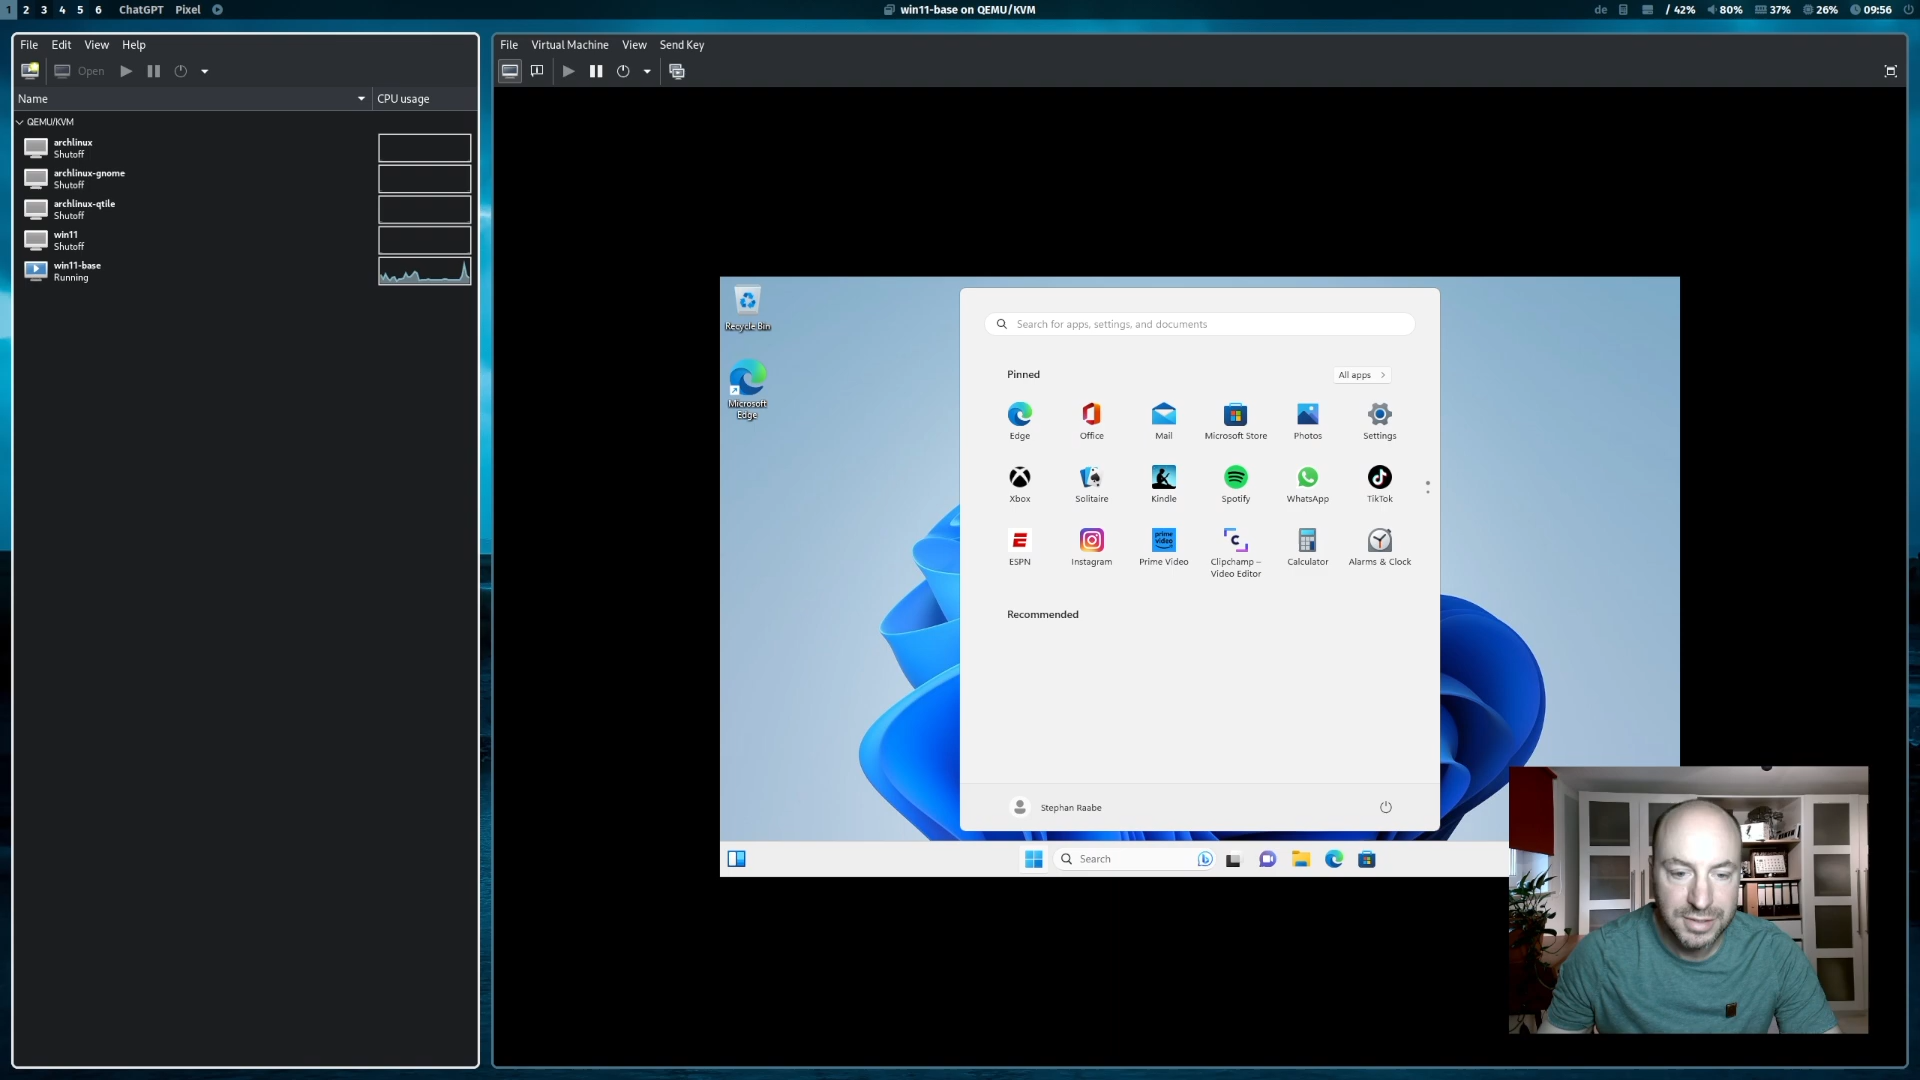 1 2 3 4 5 6 ChatGPT Pixel
win11-base on QEMU/KVM
de / 42% 80% 37% 26% 09:56
File Edit View Help
Open
Name CPU usage
QEMU/KVM
archlinux
Shutoff
archlinux-gnome
Shutoff
archlinux-qtile
Shutoff
win11
Shutoff
win11-base
Running
File Virtual Machine View Send Key
Recycle Bin
Microsoft
Edge
Search for apps, settings, and documents
Pinned All apps
Edge Office Mail Microsoft Store Photos Settings
Xbox Solitaire Kindle Spotify WhatsApp TikTok
prime
video
ESPN Instagram Prime Video Clipchamp – Calculator Alarms & Clock
Video Editor
Recommended
Stephan Raabe
Search